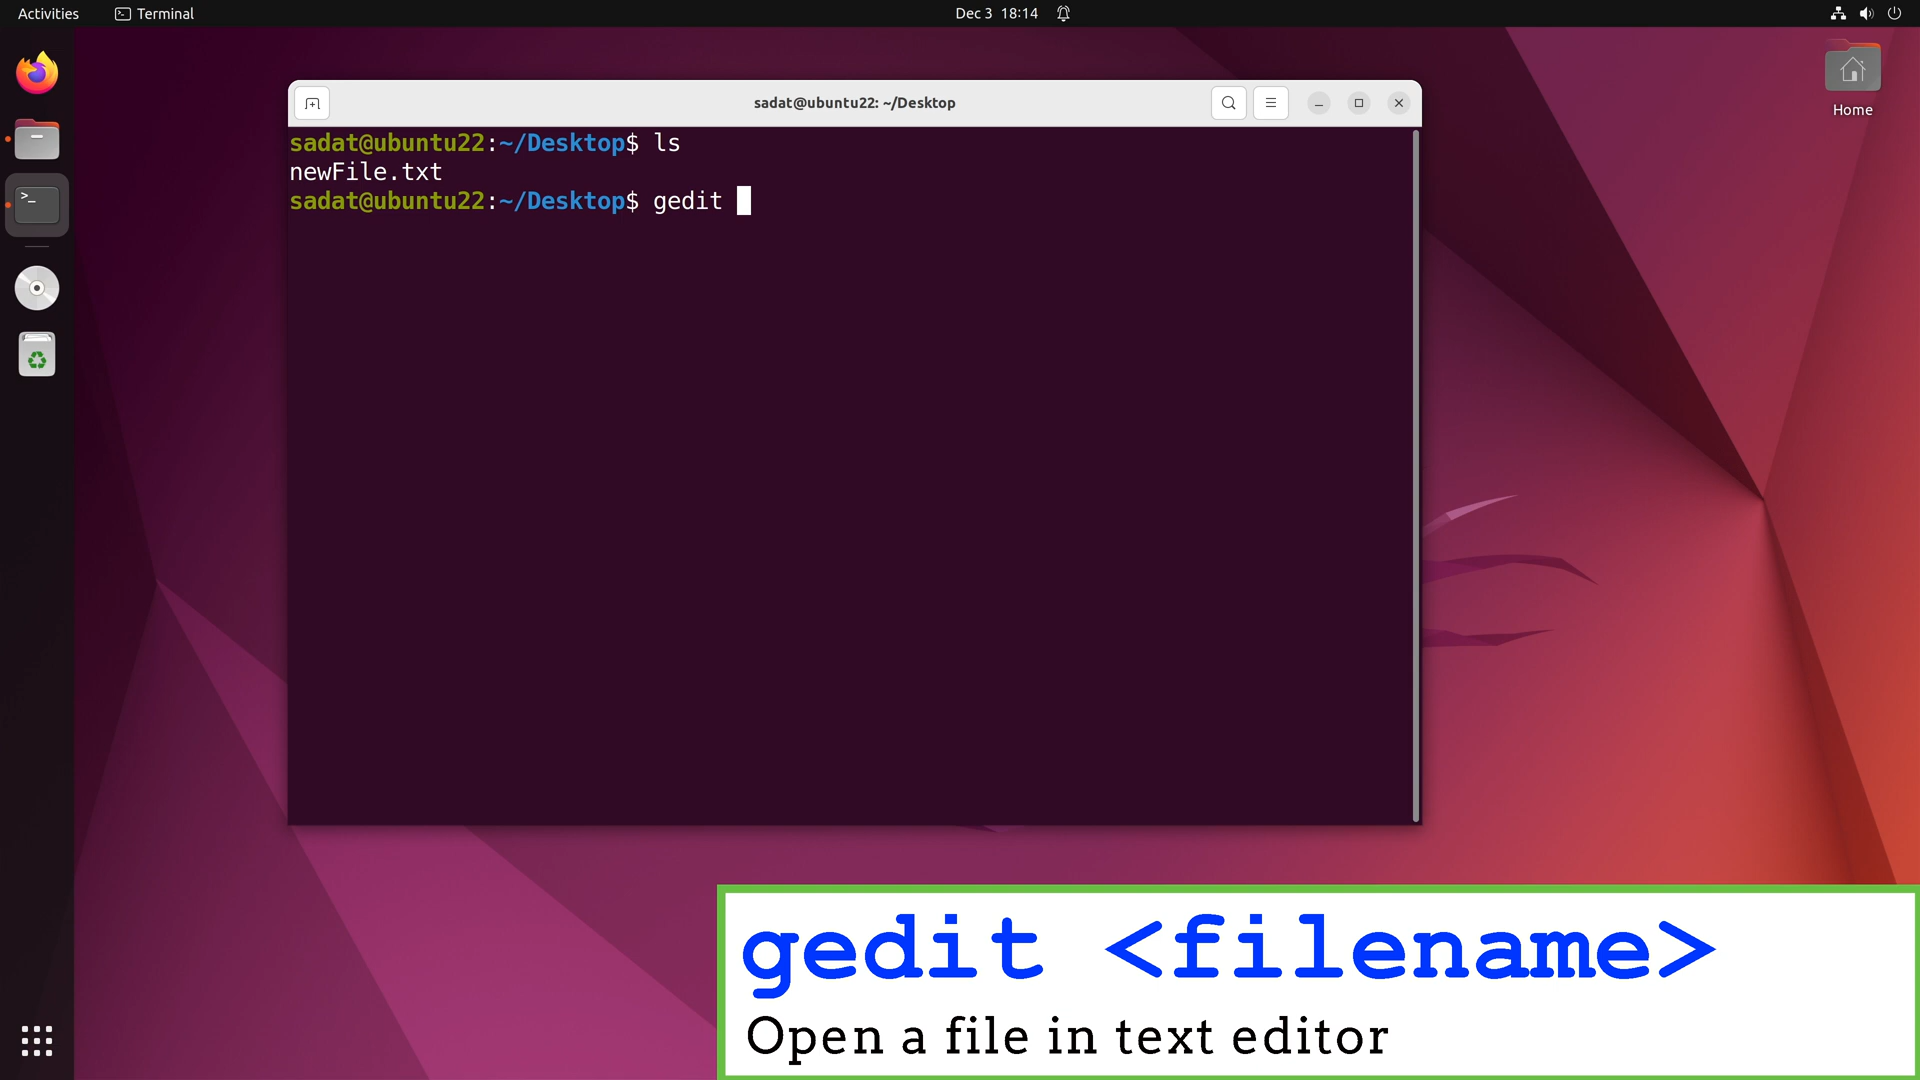 Activities
Terminal
Dec 3 18:14
sadat@ubuntu22: ~/Desktop
Home
sadat@ubuntu22:~/Desktop$ ls
newFile.txt
sadat@ubuntu22:~/Desktop$ gedit
gedit <filename>
Open a file in text editor